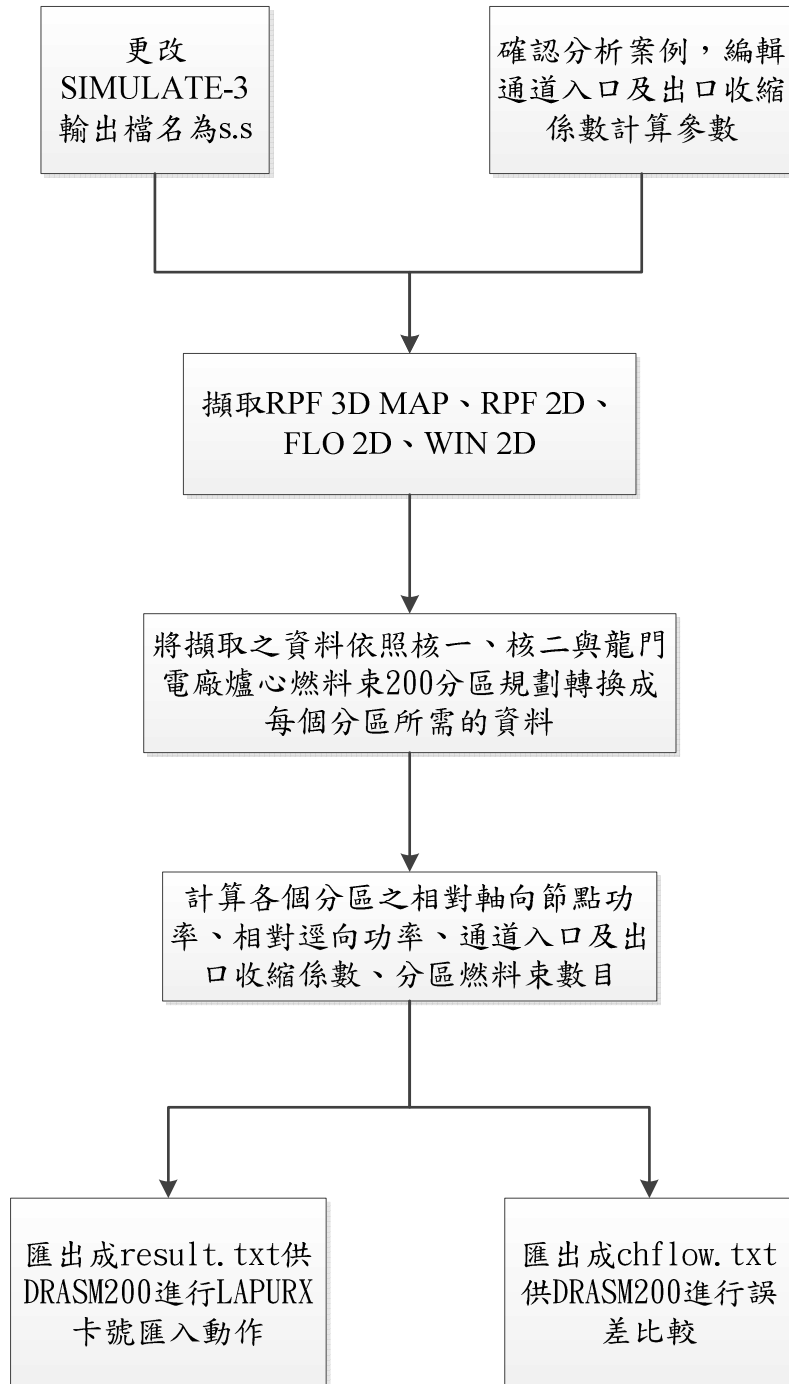 更改
SIMULATE-3
輸出檔名為s.s
確認分析案例，編輯
通道入口及出口收縮
係數計算參數
擷取RPF 3D MAP、RPF 2D、
FLO 2D、WIN 2D
將擷取之資料依照核一、核二與龍門
電廠爐心燃料束200分區規劃轉換成
每個分區所需的資料
計算各個分區之相對軸向節點功
率、相對逕向功率、通道入口及出
口收縮係數、分區燃料束數目
匯出成result.txt供
DRASM200進行LAPURX
卡號匯入動作
匯出成chflow.txt
供DRASM200進行誤
差比較